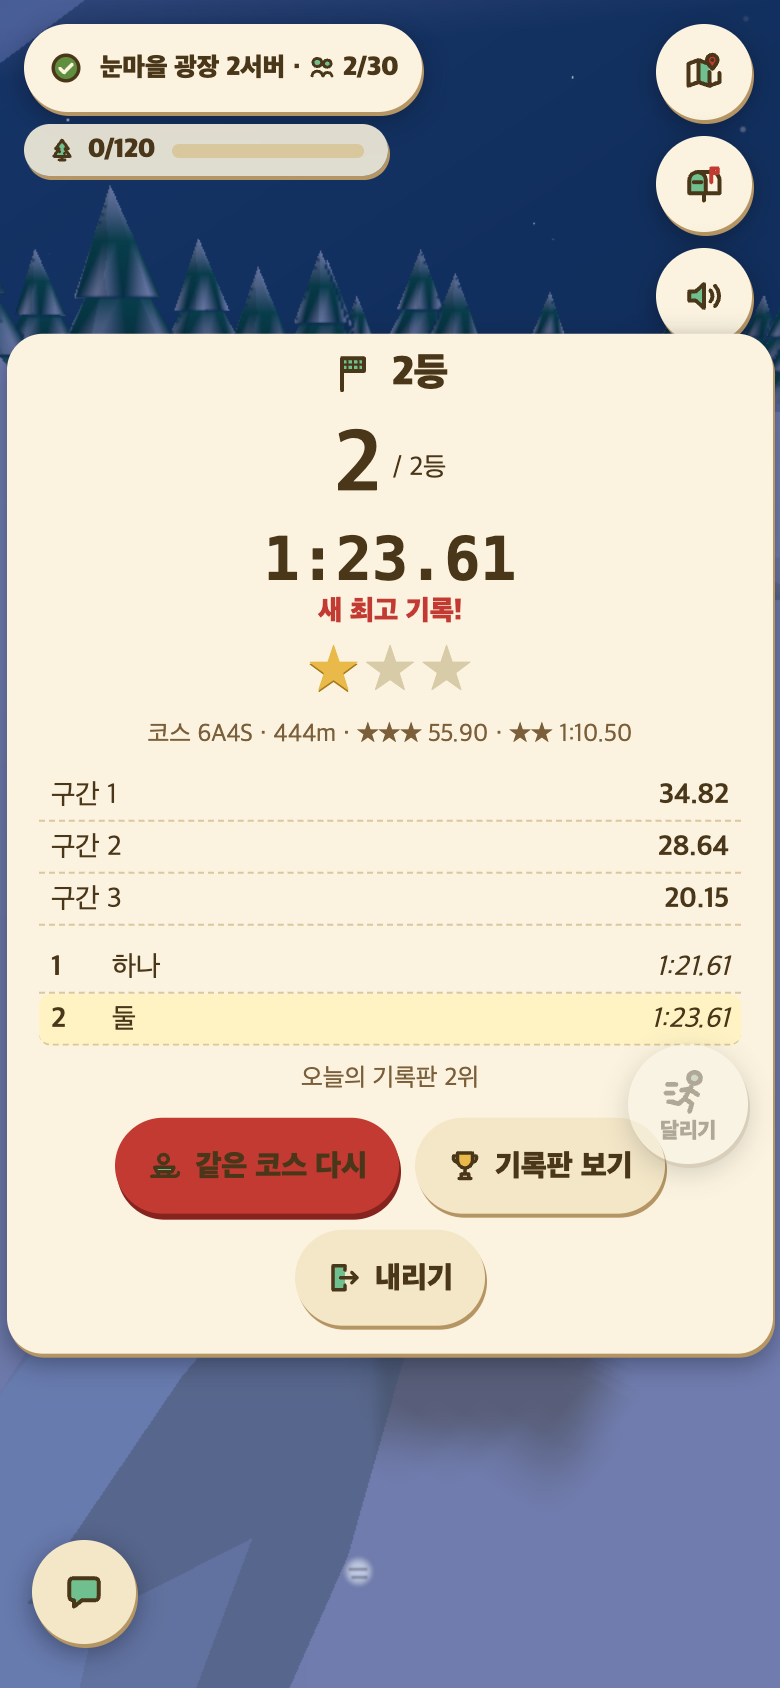 눈마을 광장 2서버 · 2/30
0/120
2등
2 / 2등
1:23.61
새 최고 기록!
코스 6A4S · 444m · ★★★ 55.90 · ★★ 1:10.50
구간 1 34.82
구간 2 28.64
구간 3 20.15
1 하나 1:21.61
2 둘 1:23.61
오늘의 기록판 2위
달리기
같은 코스 다시
기록판 보기
내리기